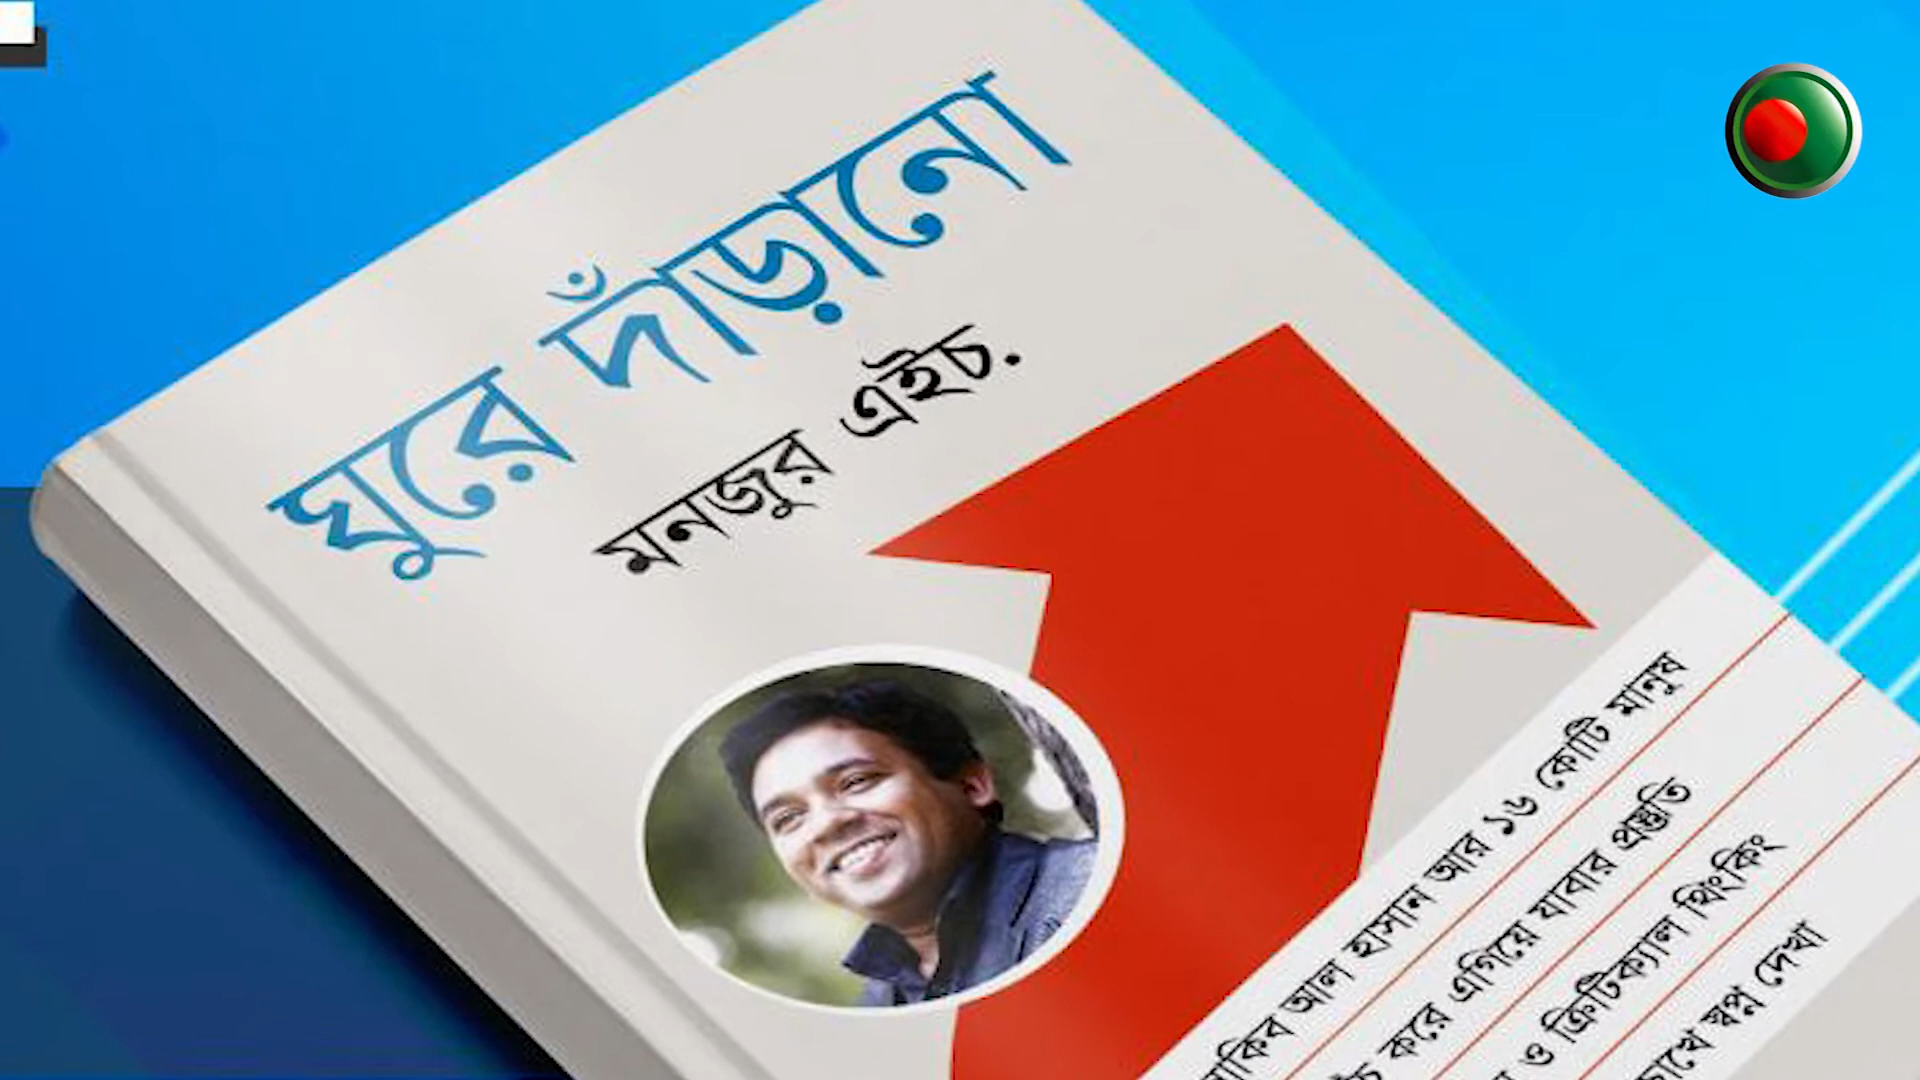 ঘুরে দাঁড়ানো
মনজুর এইচ.
সাকিব আল হাসান আর ১৬ কোটি মানুষ
করে এগিয়ে যাবার প্রস্তুতি
ও ক্রিটিক্যাল থিংকিং
স্বপ্ন দেখা